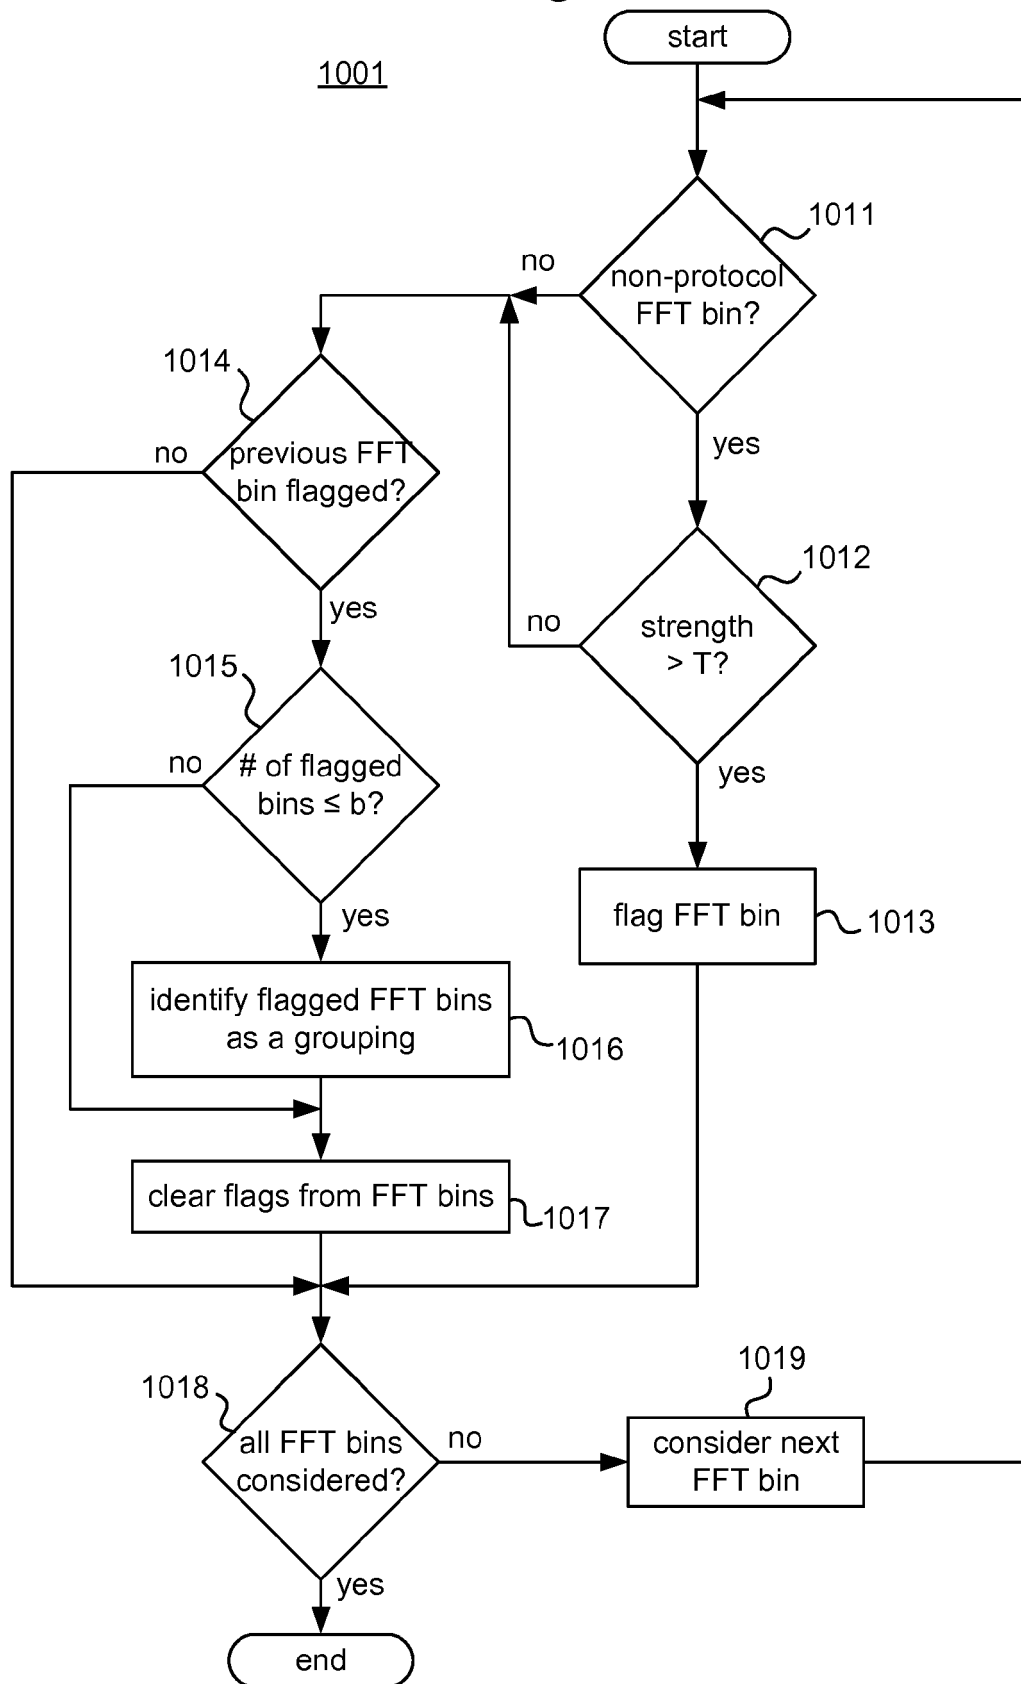 start
1001
1011
no
non-protocol
FFT bin?
1014
yes
no
previous FFT
bin flagged?
1012
yes
no
strength
> T?
1015
no
# of flagged
bins ≤ b?
yes
yes
flag FFT bin
1013
identify flagged FFT bins
as a grouping
1016
clear flags from FFT bins
1017
1019
1018
no
all FFT bins
considered?
consider next
FFT bin
yes
end